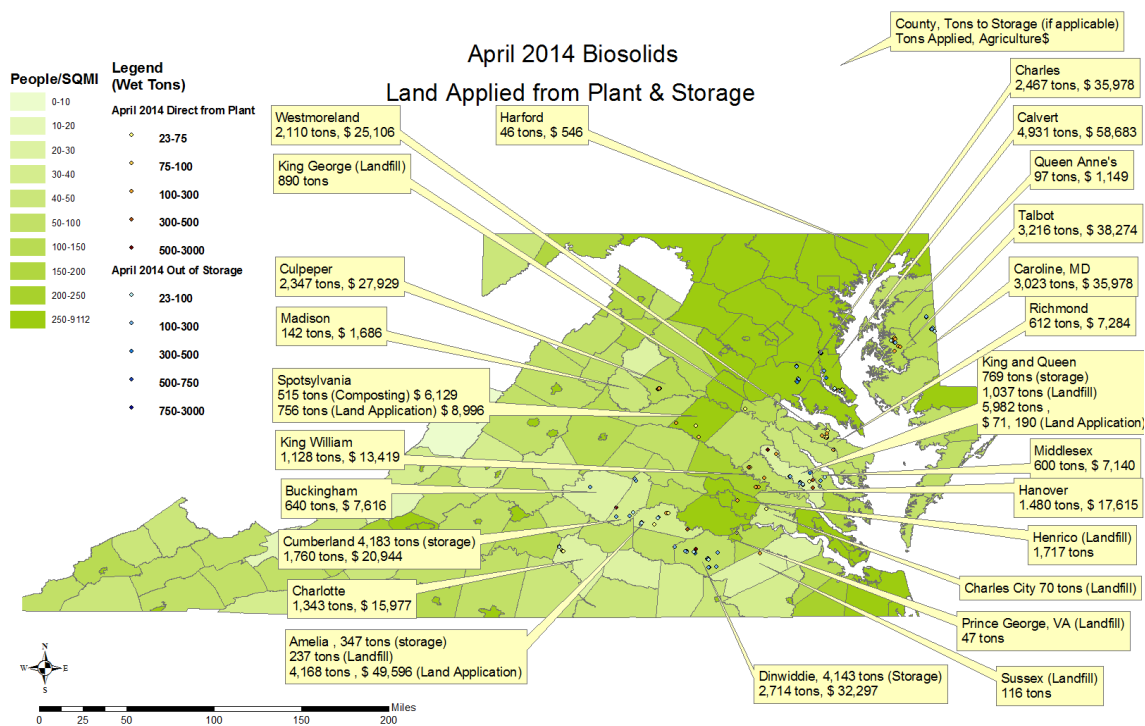 April 2014 Biosolids
Land Applied from Plant & Storage
People/SQMI
0-10
10-20
20-30
30-40
40-50
50-100
100-150
150-200
200-250
250-9112
Legend
(Wet Tons)
April 2014 Direct from Plant
23-75
75-100
100-300
300-500
500-3000
April 2014 Out of Storage
23-100
100-300
300-500
500-750
750-3000
County, Tons to Storage (if applicable)
Tons Applied, Agriculture$
Westmoreland
2,110 tons, $ 25,106
Harford
46 tons, $ 546
King George (Landfill)
890 tons
Culpeper
2,347 tons, $ 27,929
Madison
142 tons, $ 1,686
Spotsylvania
515 tons (Composting) $ 6,129
756 tons (Land Application) $ 8,996
King William
1,128 tons, $ 13,419
Buckingham
640 tons, $ 7,616
Cumberland 4,183 tons (storage)
1,760 tons, $ 20,944
Charlotte
1,343 tons, $ 15,977
Amelia , 347 tons (storage)
237 tons (Landfill)
4,168 tons , $ 49,596 (Land Application)
Charles
2,467 tons, $ 35,978
Calvert
4,931 tons, $ 58,683
Queen Anne's
97 tons, $ 1,149
Talbot
3,216 tons, $ 38,274
Caroline, MD
3,023 tons, $ 35,978
Richmond
612 tons, $ 7,284
King and Queen
769 tons (storage)
1,037 tons (Landfill)
5,982 tons ,
$ 71, 190 (Land Application)
Middlesex
600 tons, $ 7,140
Hanover
1.480 tons, $ 17,615
Henrico (Landfill)
1,717 tons
Charles City 70 tons (Landfill)
Prince George, VA (Landfill)
47 tons
Sussex (Landfill)
116 tons
Dinwiddie, 4,143 tons (Storage)
2,714 tons, $ 32,297
N
W
E
S
Miles
0 25 50 100 150 200